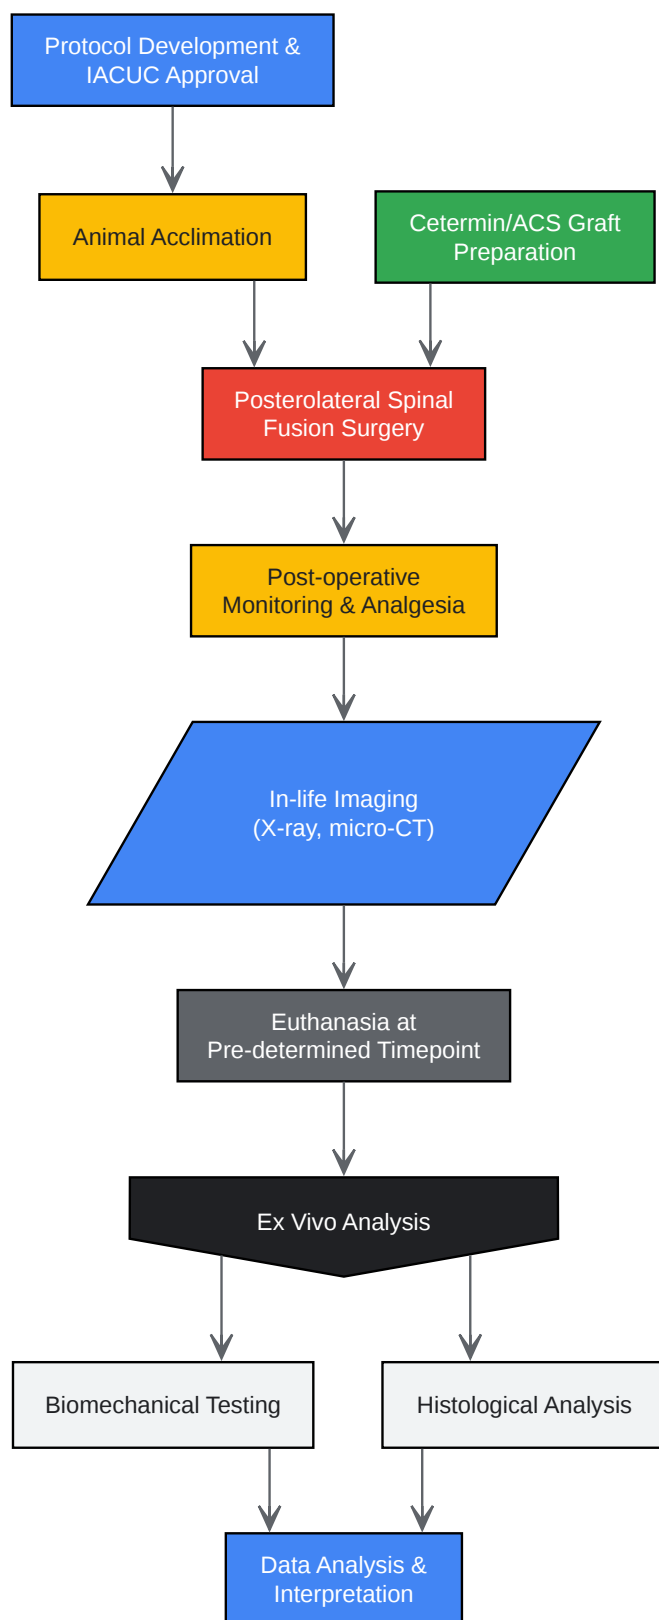 Protocol Development &
IACUC Approval
Animal Acclimation
Cetermin/ACS Graft
Preparation
Posterolateral Spinal
Fusion Surgery
Post-operative
Monitoring & Analgesia
In-life Imaging
(X-ray, micro-CT)
Euthanasia at
Pre-determined Timepoint
Ex Vivo Analysis
Biomechanical Testing
Histological Analysis
Data Analysis &
Interpretation